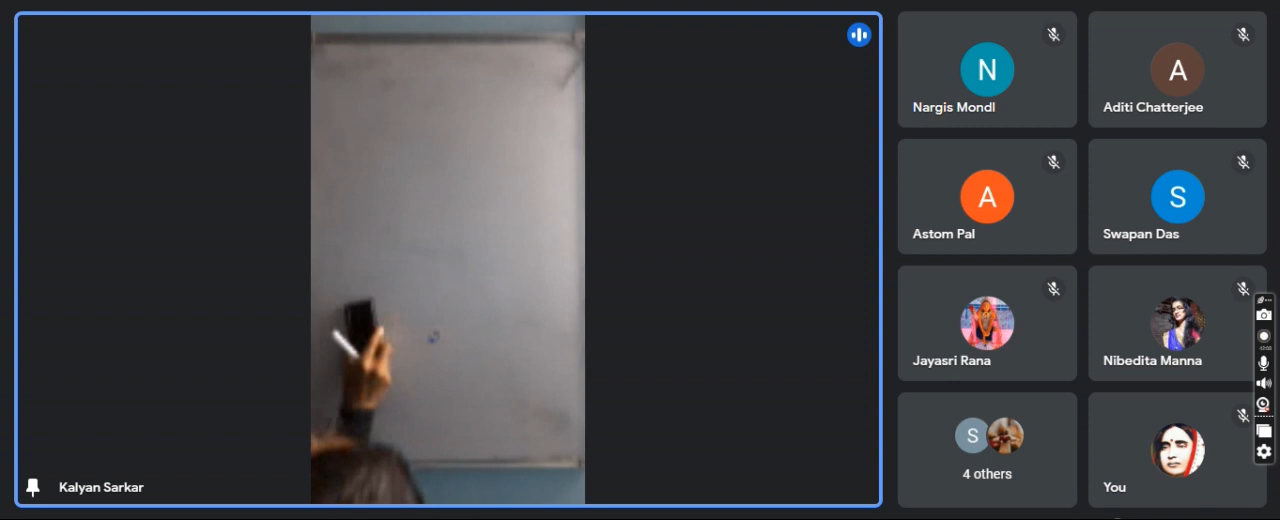 N
Nargis Mondl
A
Aditi Chatterjee
A
Astom Pal
S
Swapan Das
Jayasri Rana
Nibedita Manna
S
4 others
You
Kalyan Sarkar